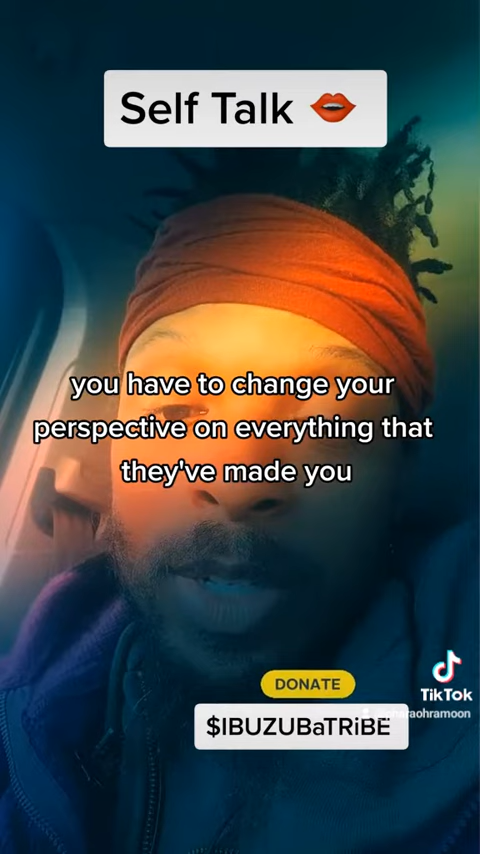 Self Talk 👄
you have to change your
perspective on everything that
they've made you
DONATE
$IBUZUBaTRiBE
TikTok